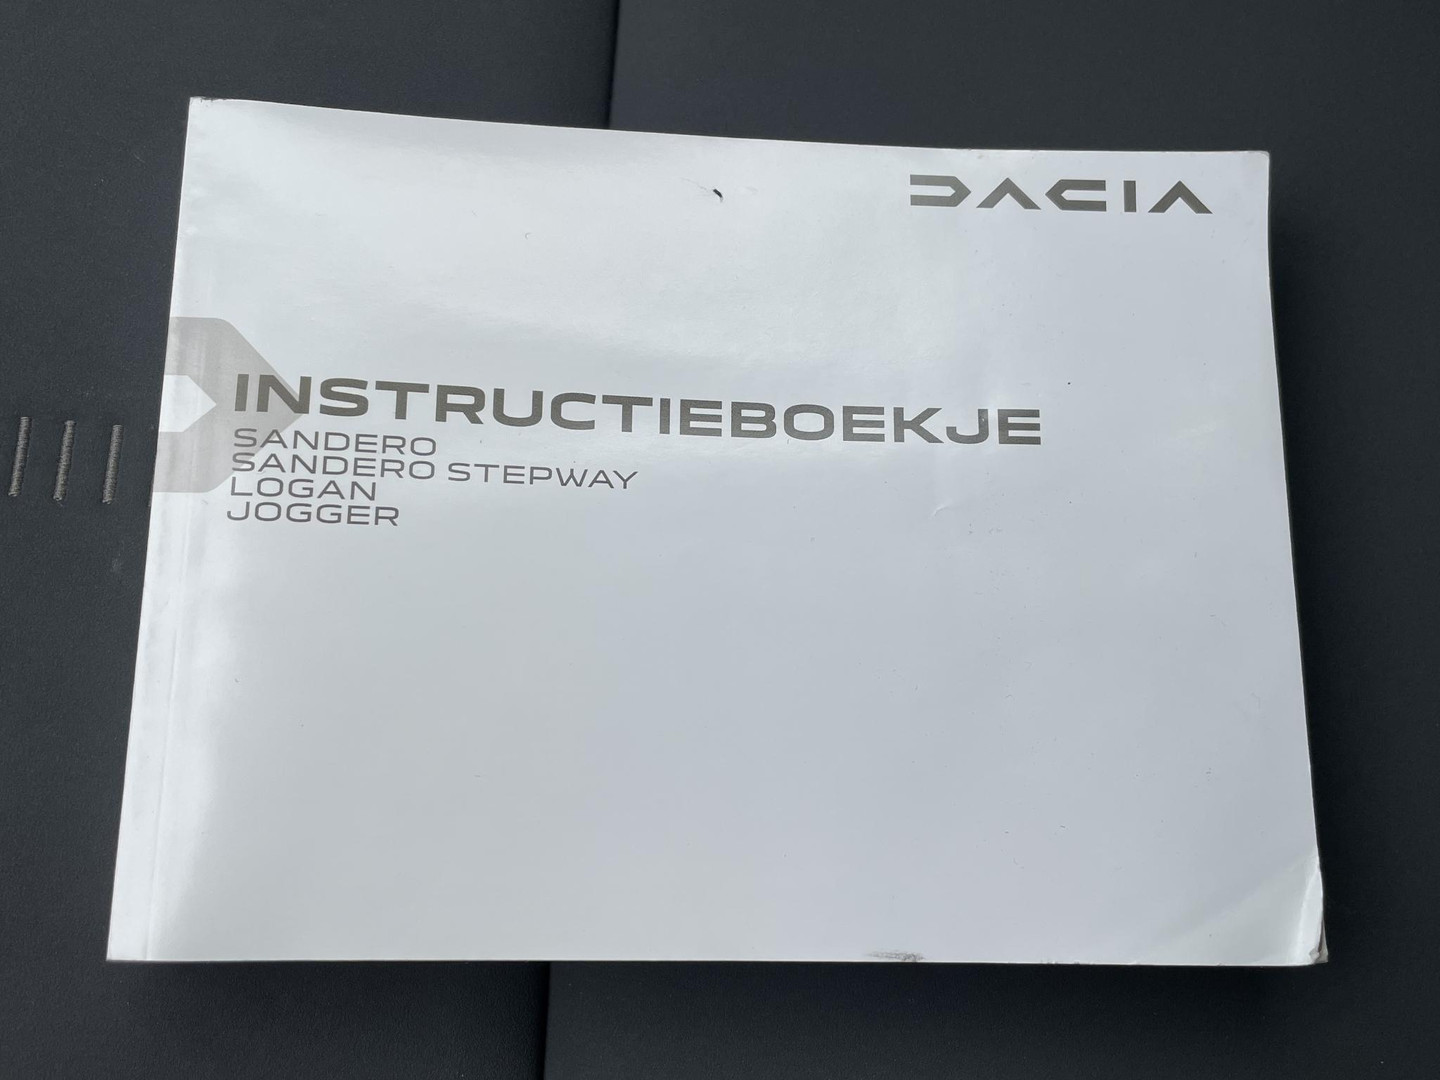 DACIA
INSTRUCTIEBOEKJE
SANDERO
SANDERO STEPWAY
LOGAN
JOGGER